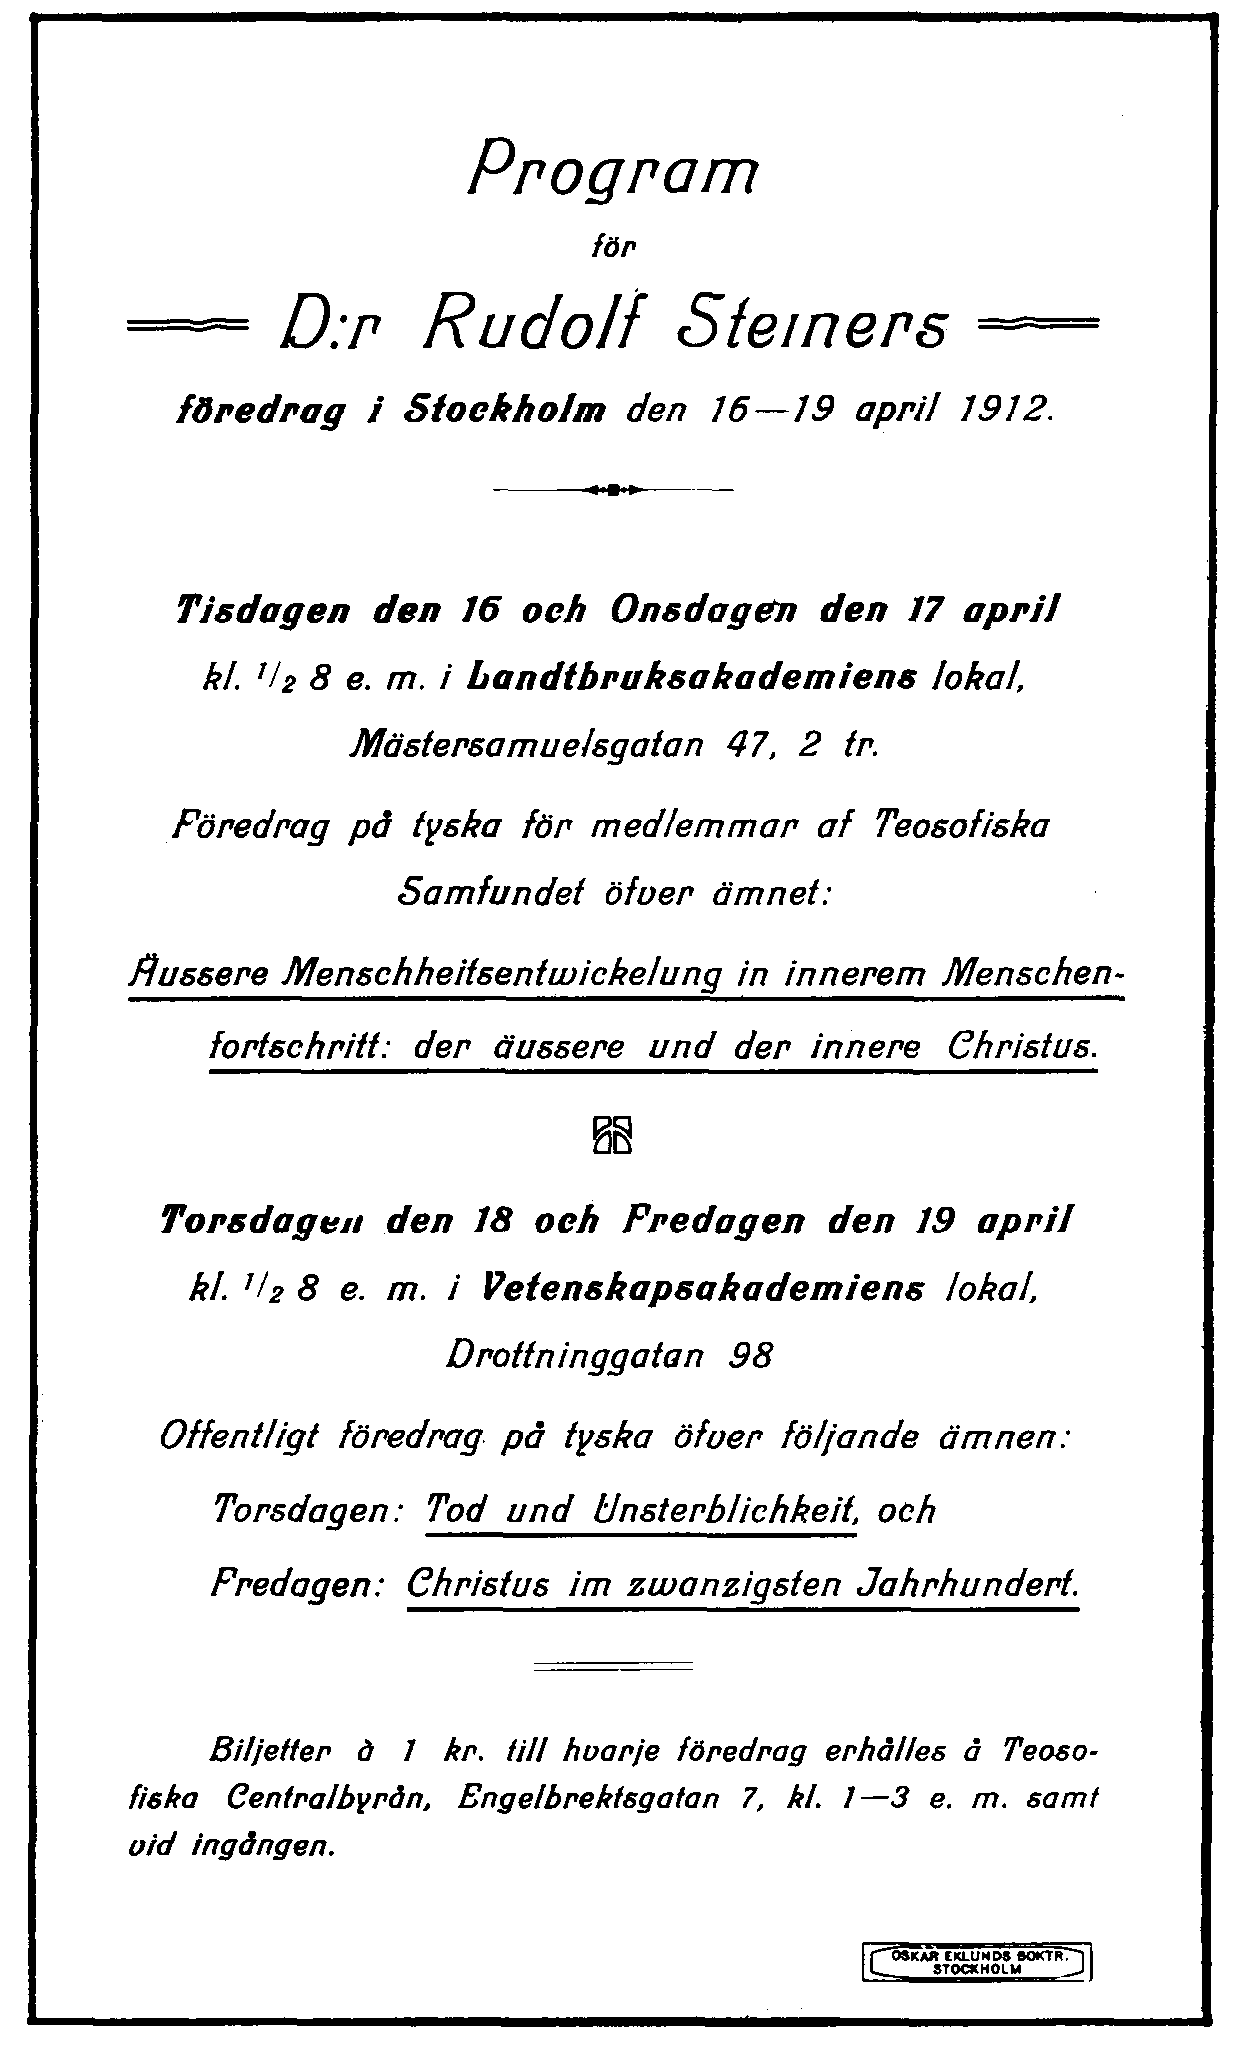 Program
för
D:r Rudolf Steiners
föredrag i Stockholm den 16—19 april 1912.
Tisdagen den 16 och Onsdagen den 17 april
kl. 1/2 8 e. m. i Landtbruksakademiens lokal,
Mästersamuelsgatan 47, 2 tr.
Föredrag på tyska för medlemmar af Teosofiska
Samfundet öfver ämnet:
Äussere Menschheitsentwickelung in innerem Menschen-
fortschritt: der äussere und der innere Christus.
Torsdagen den 18 och Fredagen den 19 april
kl. 1/2 8 e. m. i Vetenskapsakademiens lokal,
Drottninggatan 98
Offentligt föredrag på tyska öfver följande ämnen:
Torsdagen: Tod und Unsterblichkeit, och
Fredagen: Christus im zwanzigsten Jahrhundert.
Biljetter à 1 kr. till hvarje föredrag erhålles å Teoso-
fiska Centralbyrån, Engelbrektsgatan 7, kl. 1—3 e. m. samt
vid ingången.
OSKAR EKLUNDS BOKTR.
STOCKHOLM